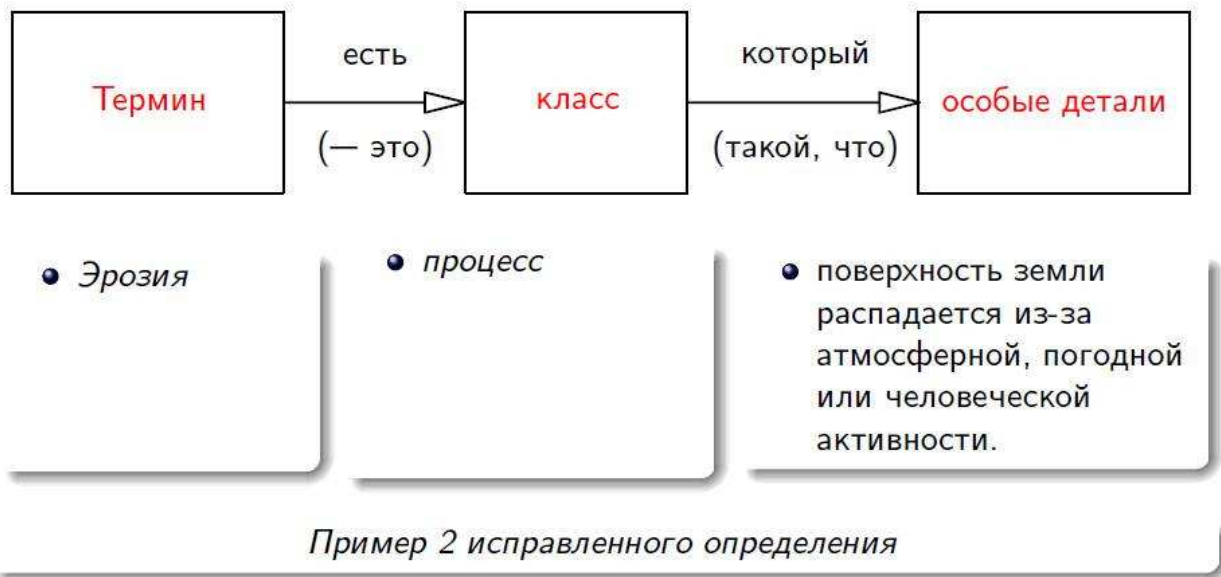 есть
который
Термин
класс
особые детали
(— это)
(такой, что)
Эрозия
процесс
поверхность земли
распадается из-за
атмосферной, погодной
или человеческой
активности.
Пример 2 исправленного определения